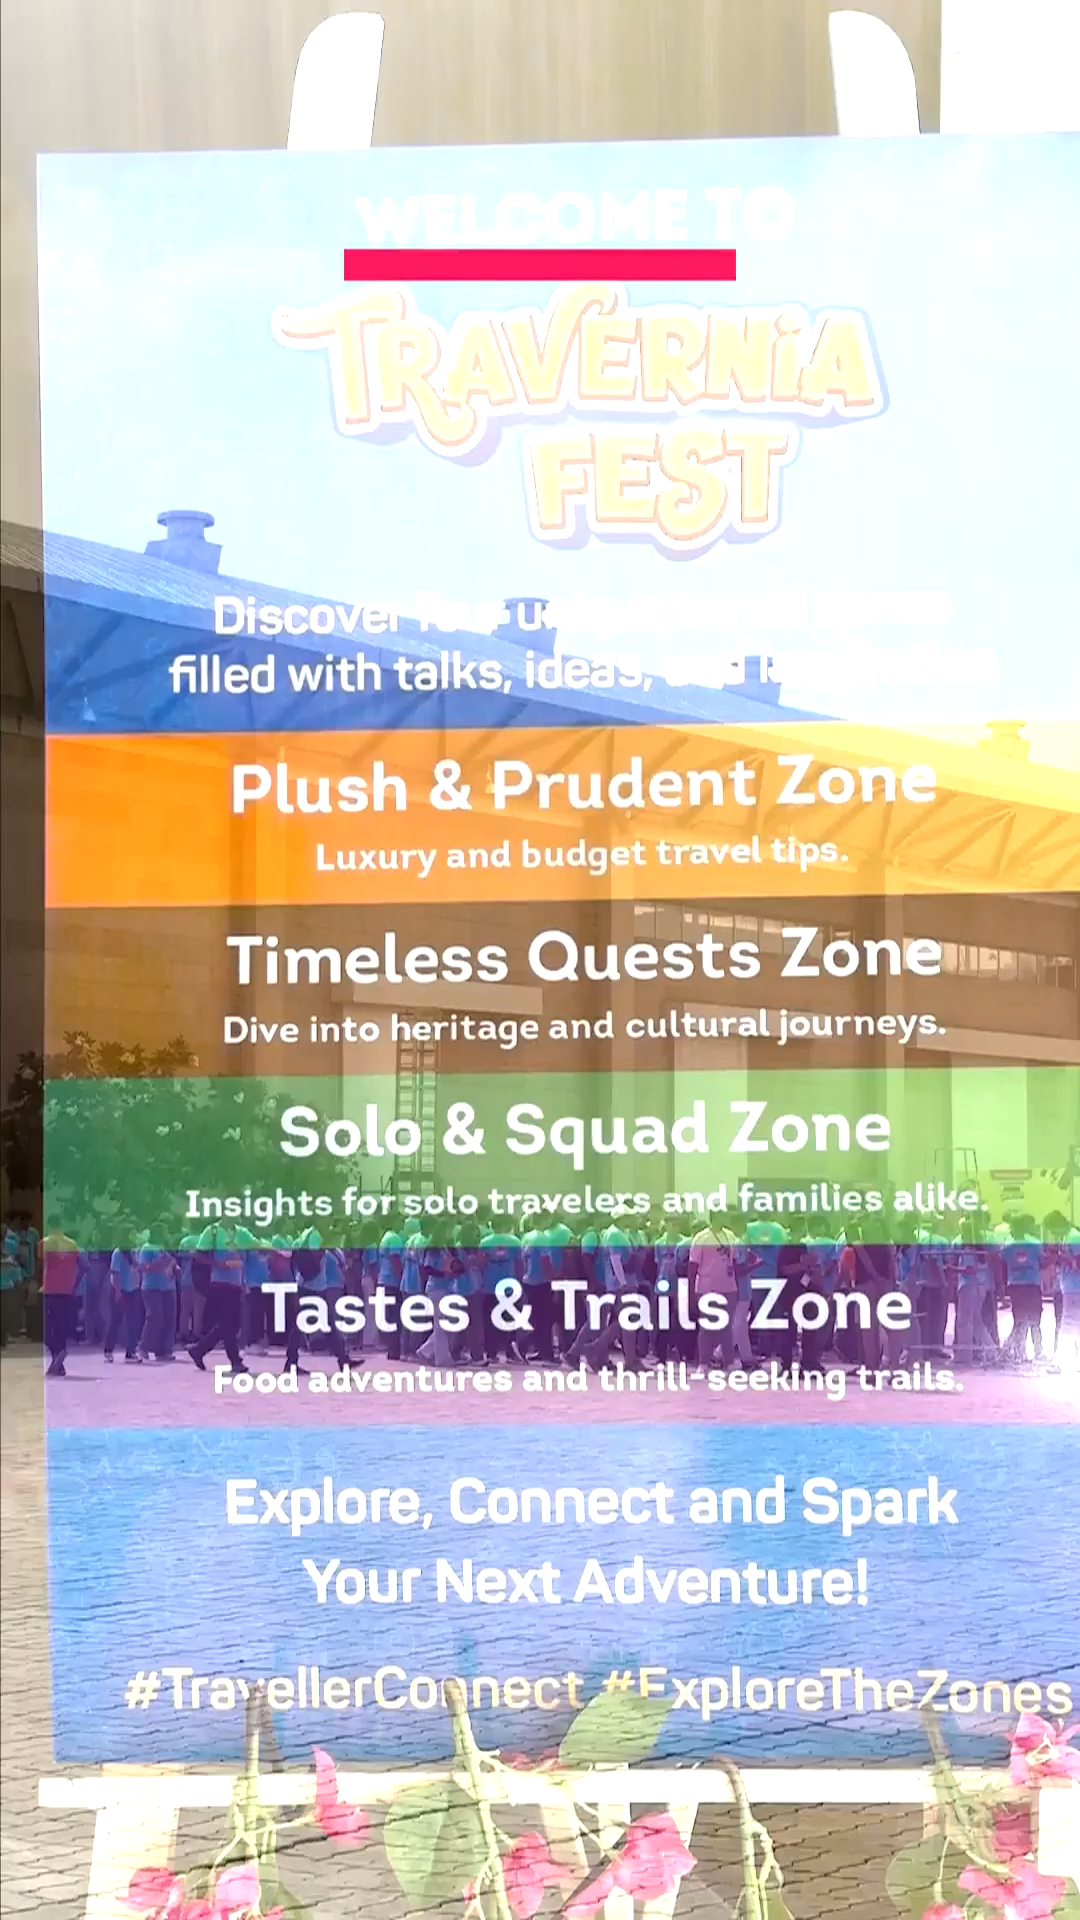 WELCOME TO
TRAVERNiA
FEST
Discover
filled with talks, ideas,
Plush & Prudent Zone
Luxury and budget travel tips.
Timeless Quests Zone
Dive into heritage and cultural journeys.
Solo & Squad Zone
Insights for solo travelers and families alike.
Tastes & Trails Zone
Food adventures and thrill-seeking trails.
Explore, Connect and Spark
Your Next Adventure!
#TravellerConnect #ExploreTheZones